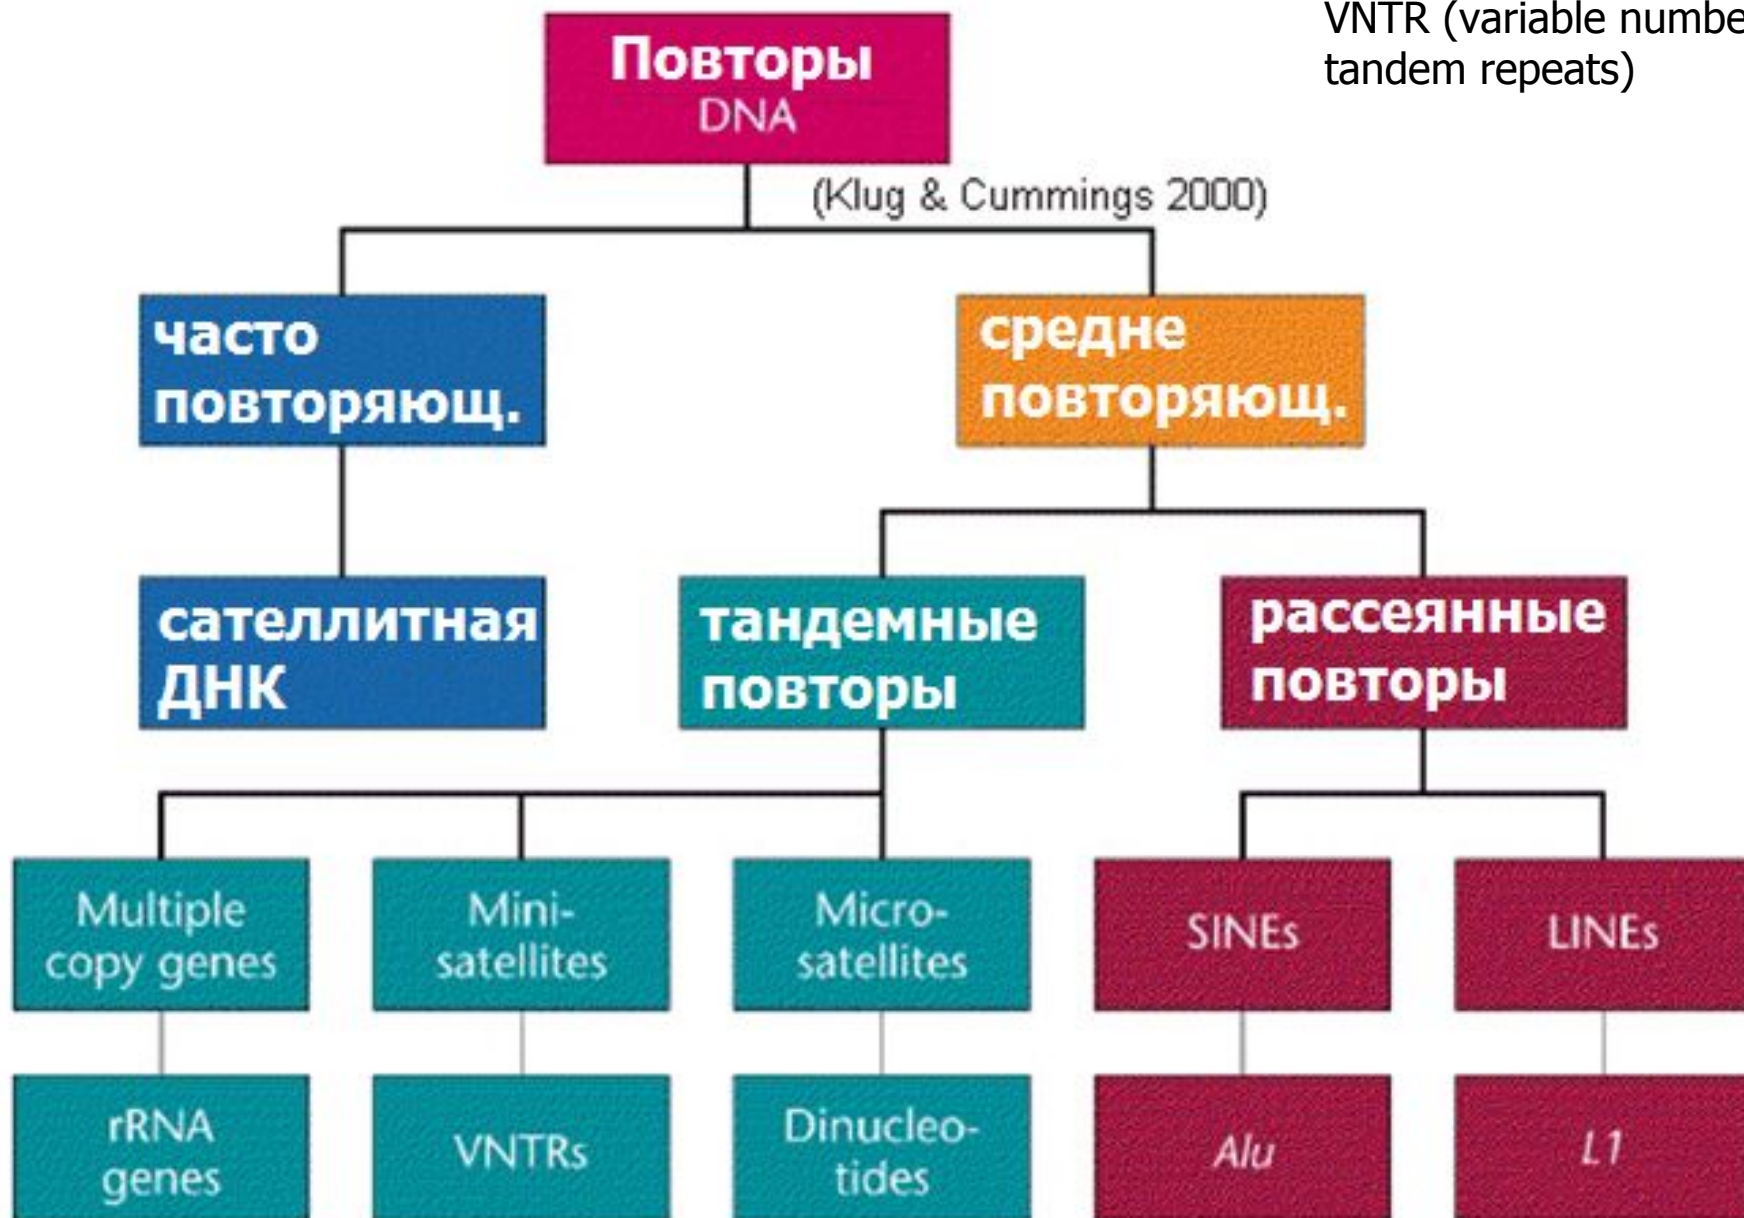 VNTR (variable numbe
tandem repeats)
Повторы
DNA
(Klug & Cummings 2000)
часто
повторяющ.
средне
повторяющ.
сателлитная
ДНК
тандемные
повторы
рассеянные
повторы
Multiple
copy genes
Mini-
satellites
Micro-
satellites
SINEs
LINEs
rRNA
genes
VNTRs
Dinucleo-
tides
Alu
L1